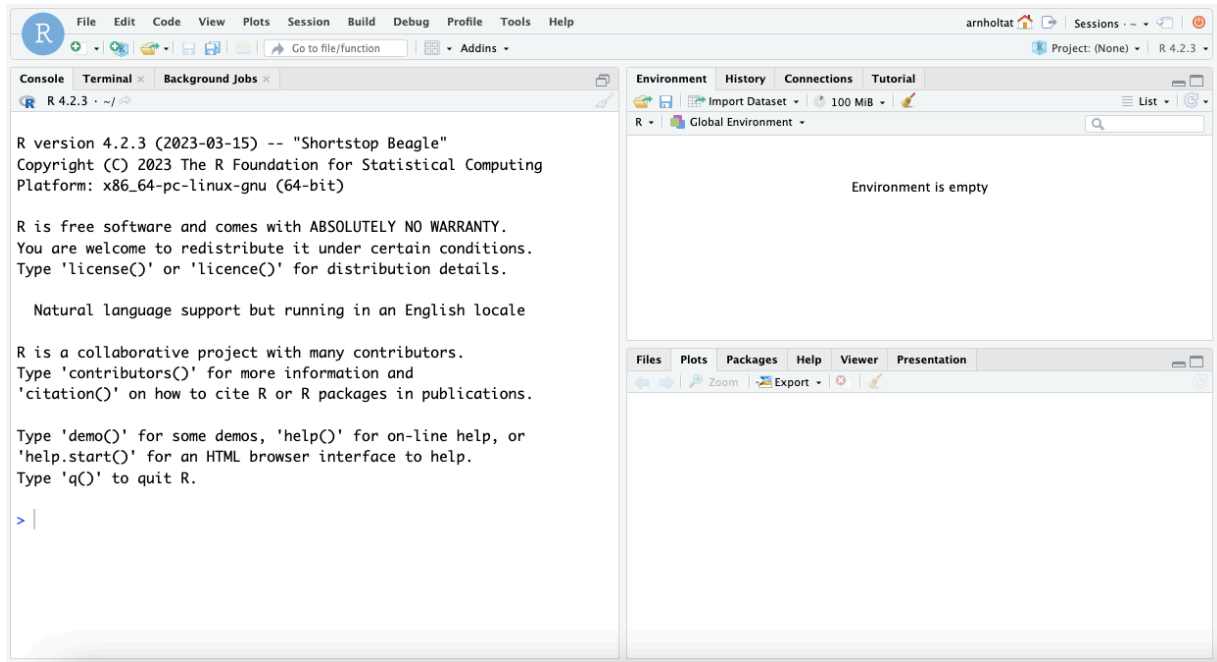 R
File Edit Code View Plots Session Build Debug Profile Tools Help
arnholtat Sessions · ~
Go to file/function Addins
Project: (None) R 4.2.3
Console Terminal Background Jobs
R 4.2.3 · ~/
R version 4.2.3 (2023-03-15) -- "Shortstop Beagle"
Copyright (C) 2023 The R Foundation for Statistical Computing
Platform: x86_64-pc-linux-gnu (64-bit)
R is free software and comes with ABSOLUTELY NO WARRANTY.
You are welcome to redistribute it under certain conditions.
Type 'license()' or 'licence()' for distribution details.
Natural language support but running in an English locale
R is a collaborative project with many contributors.
Type 'contributors()' for more information and
'citation()' on how to cite R or R packages in publications.
Type 'demo()' for some demos, 'help()' for on-line help, or
'help.start()' for an HTML browser interface to help.
Type 'q()' to quit R.
>
Environment History Connections Tutorial
Import Dataset 100 MiB List
R Global Environment
Environment is empty
Files Plots Packages Help Viewer Presentation
Zoom Export